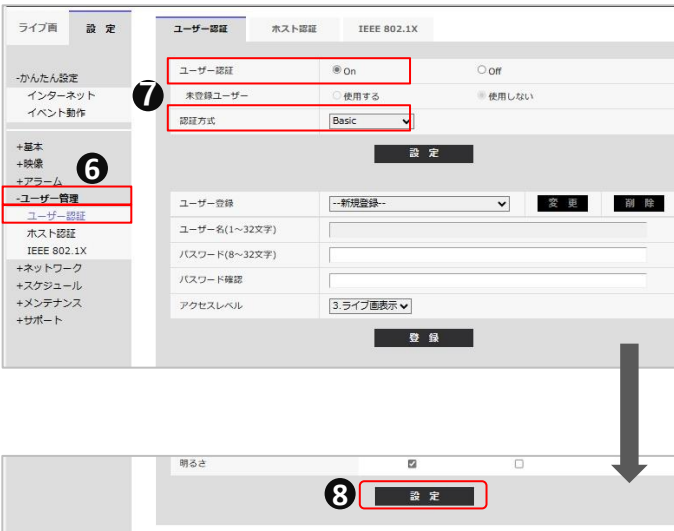 ライブ画
設 定
ユーザー認証
ホスト認証
IEEE 802.1X
-かんたん設定
インターネット
イベント動作
+基本
+映像
+アラーム
-ユーザー管理
ユーザー認証
ホスト認証
IEEE 802.1X
+ネットワーク
+スケジュール
+メンテナンス
+サポート
❻
❼
ユーザー認証 On Off
未登録ユーザー 使用する 使用しない
認証方式 Basic
設 定
ユーザー登録 --新規登録-- 変 更 削 除
ユーザー名(1~32文字)
パスワード(8~32文字)
パスワード確認
アクセスレベル 3.ライブ画表示
登 録
明るさ
❽ 設 定